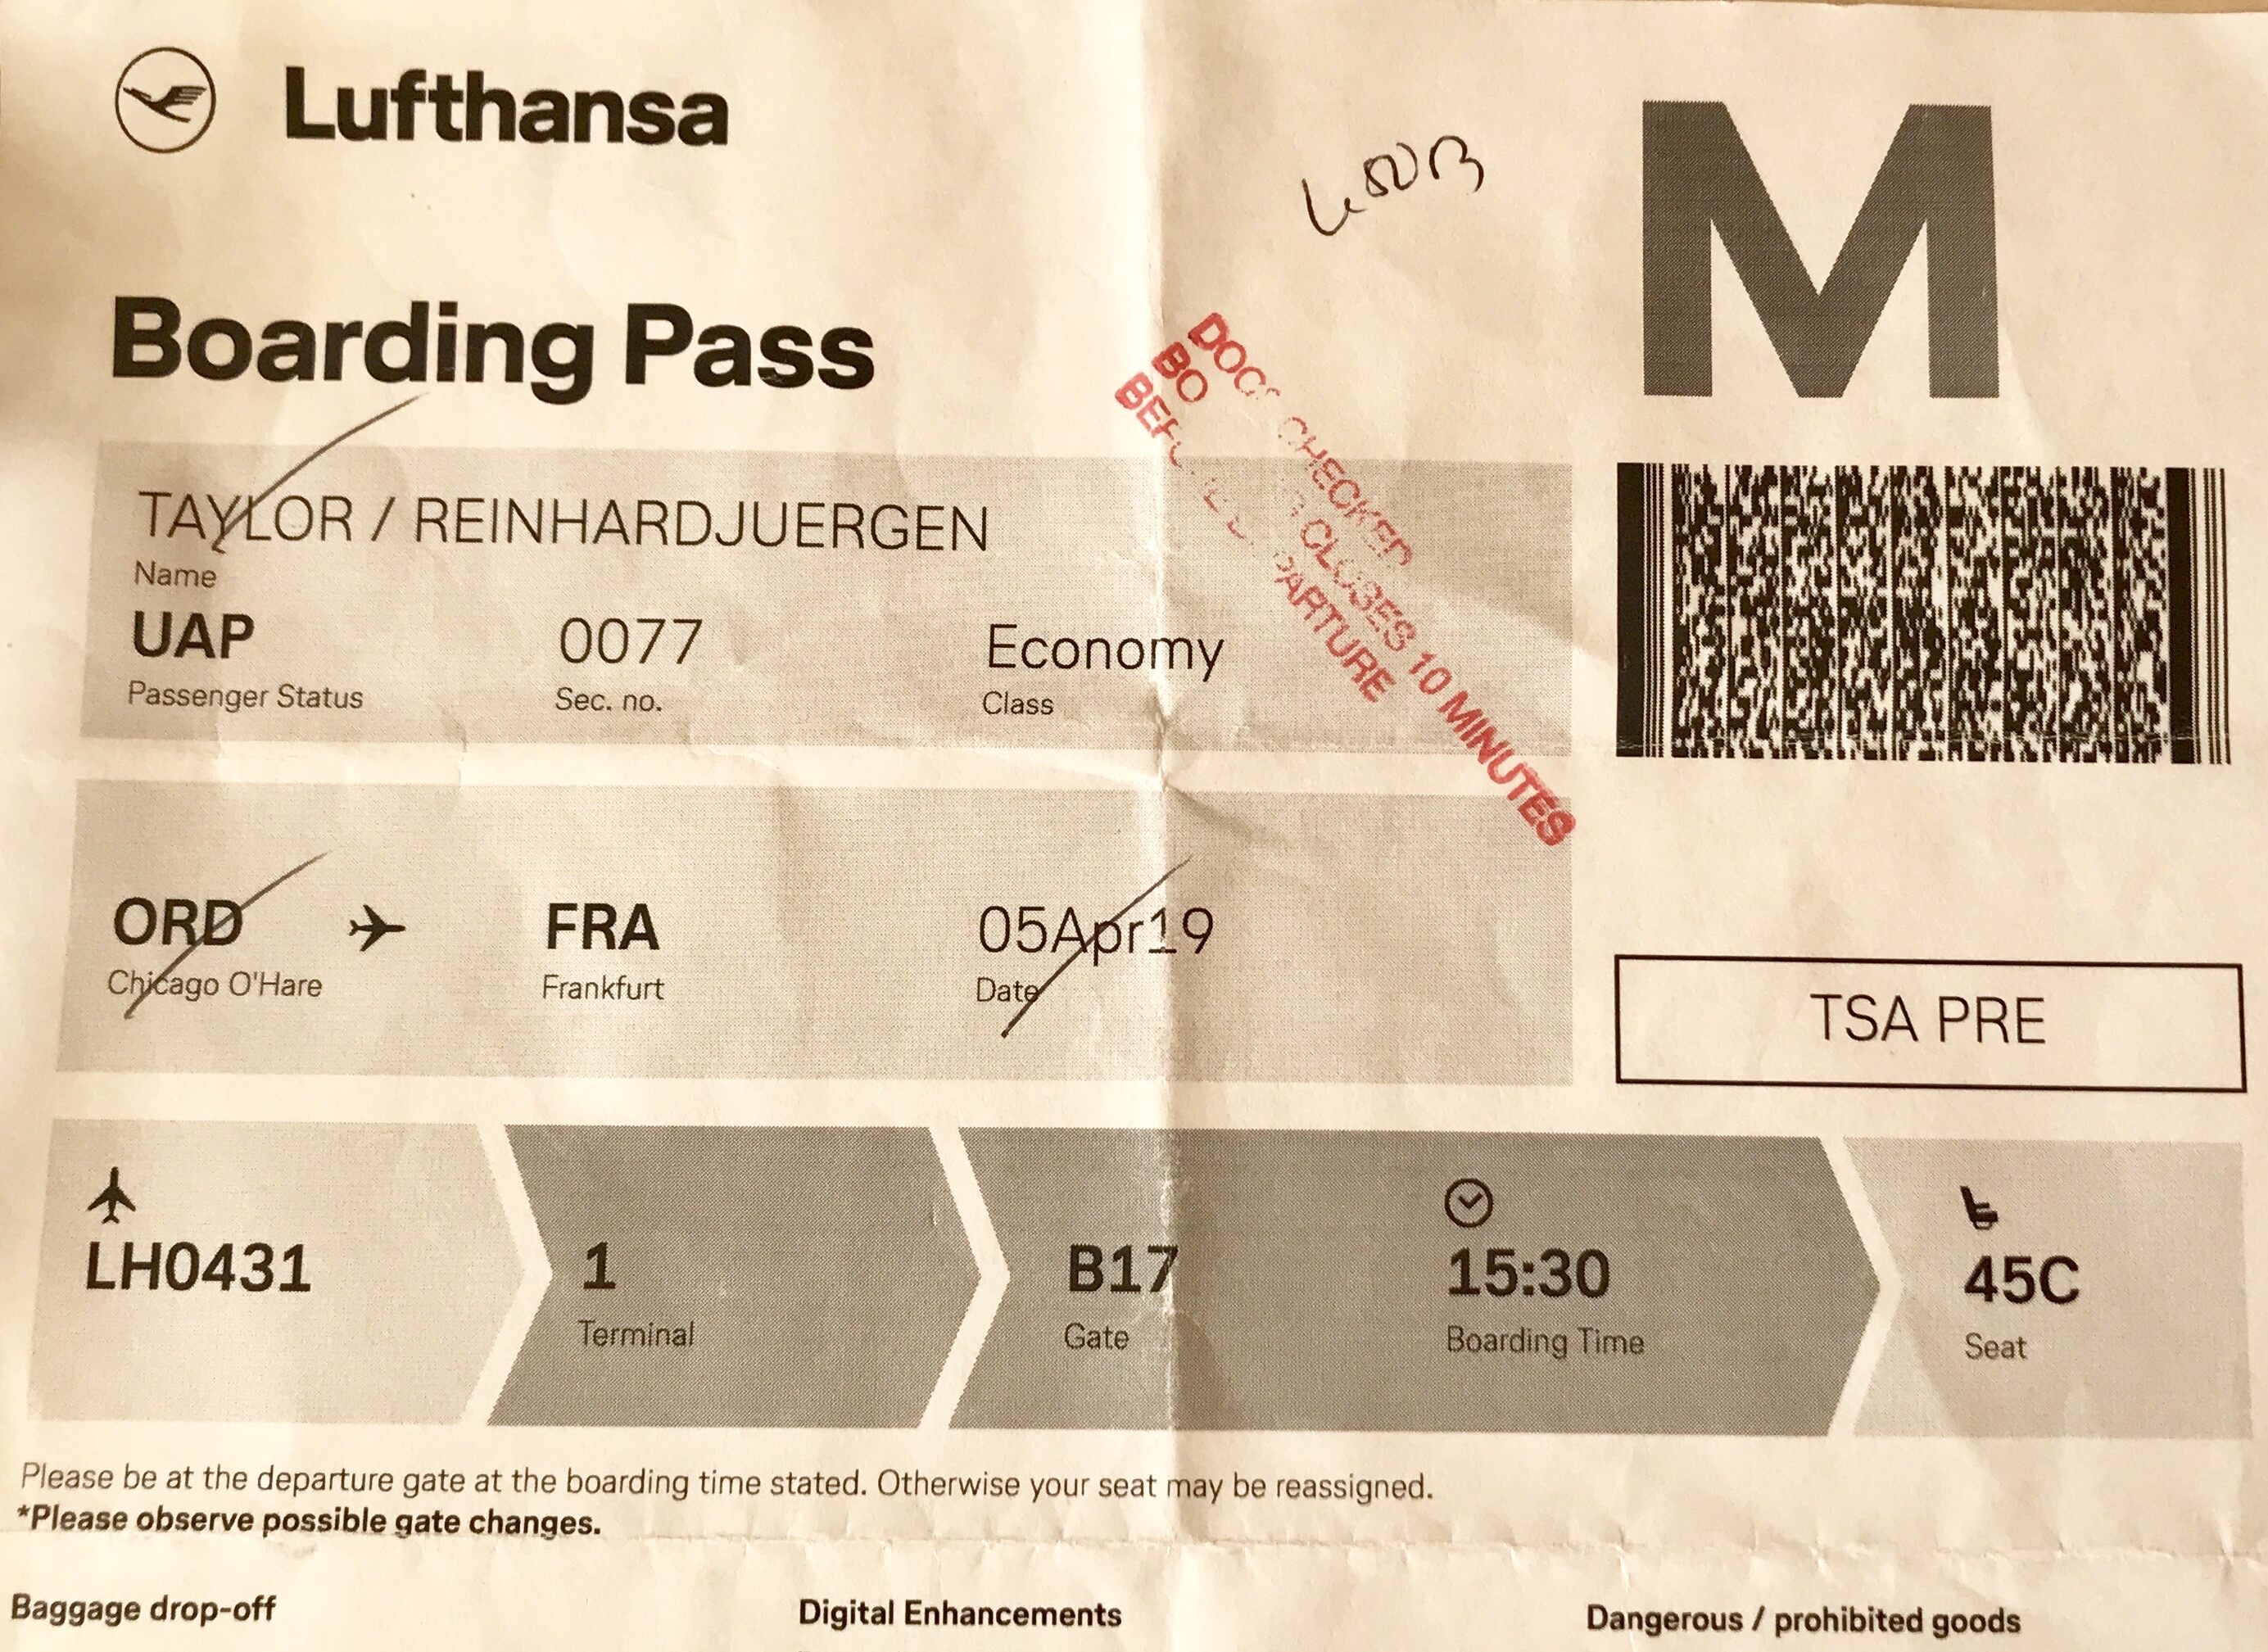 Lufthansa
M
Boarding Pass
DOCS CHECKED
CLOSES 10 MINUTES
TAYLOR / REINHARDJUERGEN
Name
UAP 0077 Economy
Passenger Status Sec. no. Class
ORD FRA 05Apr19
Chicago O'Hare Frankfurt Date
TSA PRE
LH0431 1 B17 15:30 45C
Terminal Gate Boarding Time Seat
Please be at the departure gate at the boarding time stated. Otherwise your seat may be reassigned.
*Please observe possible gate changes.
Baggage drop-off Digital Enhancements Dangerous / prohibited goods